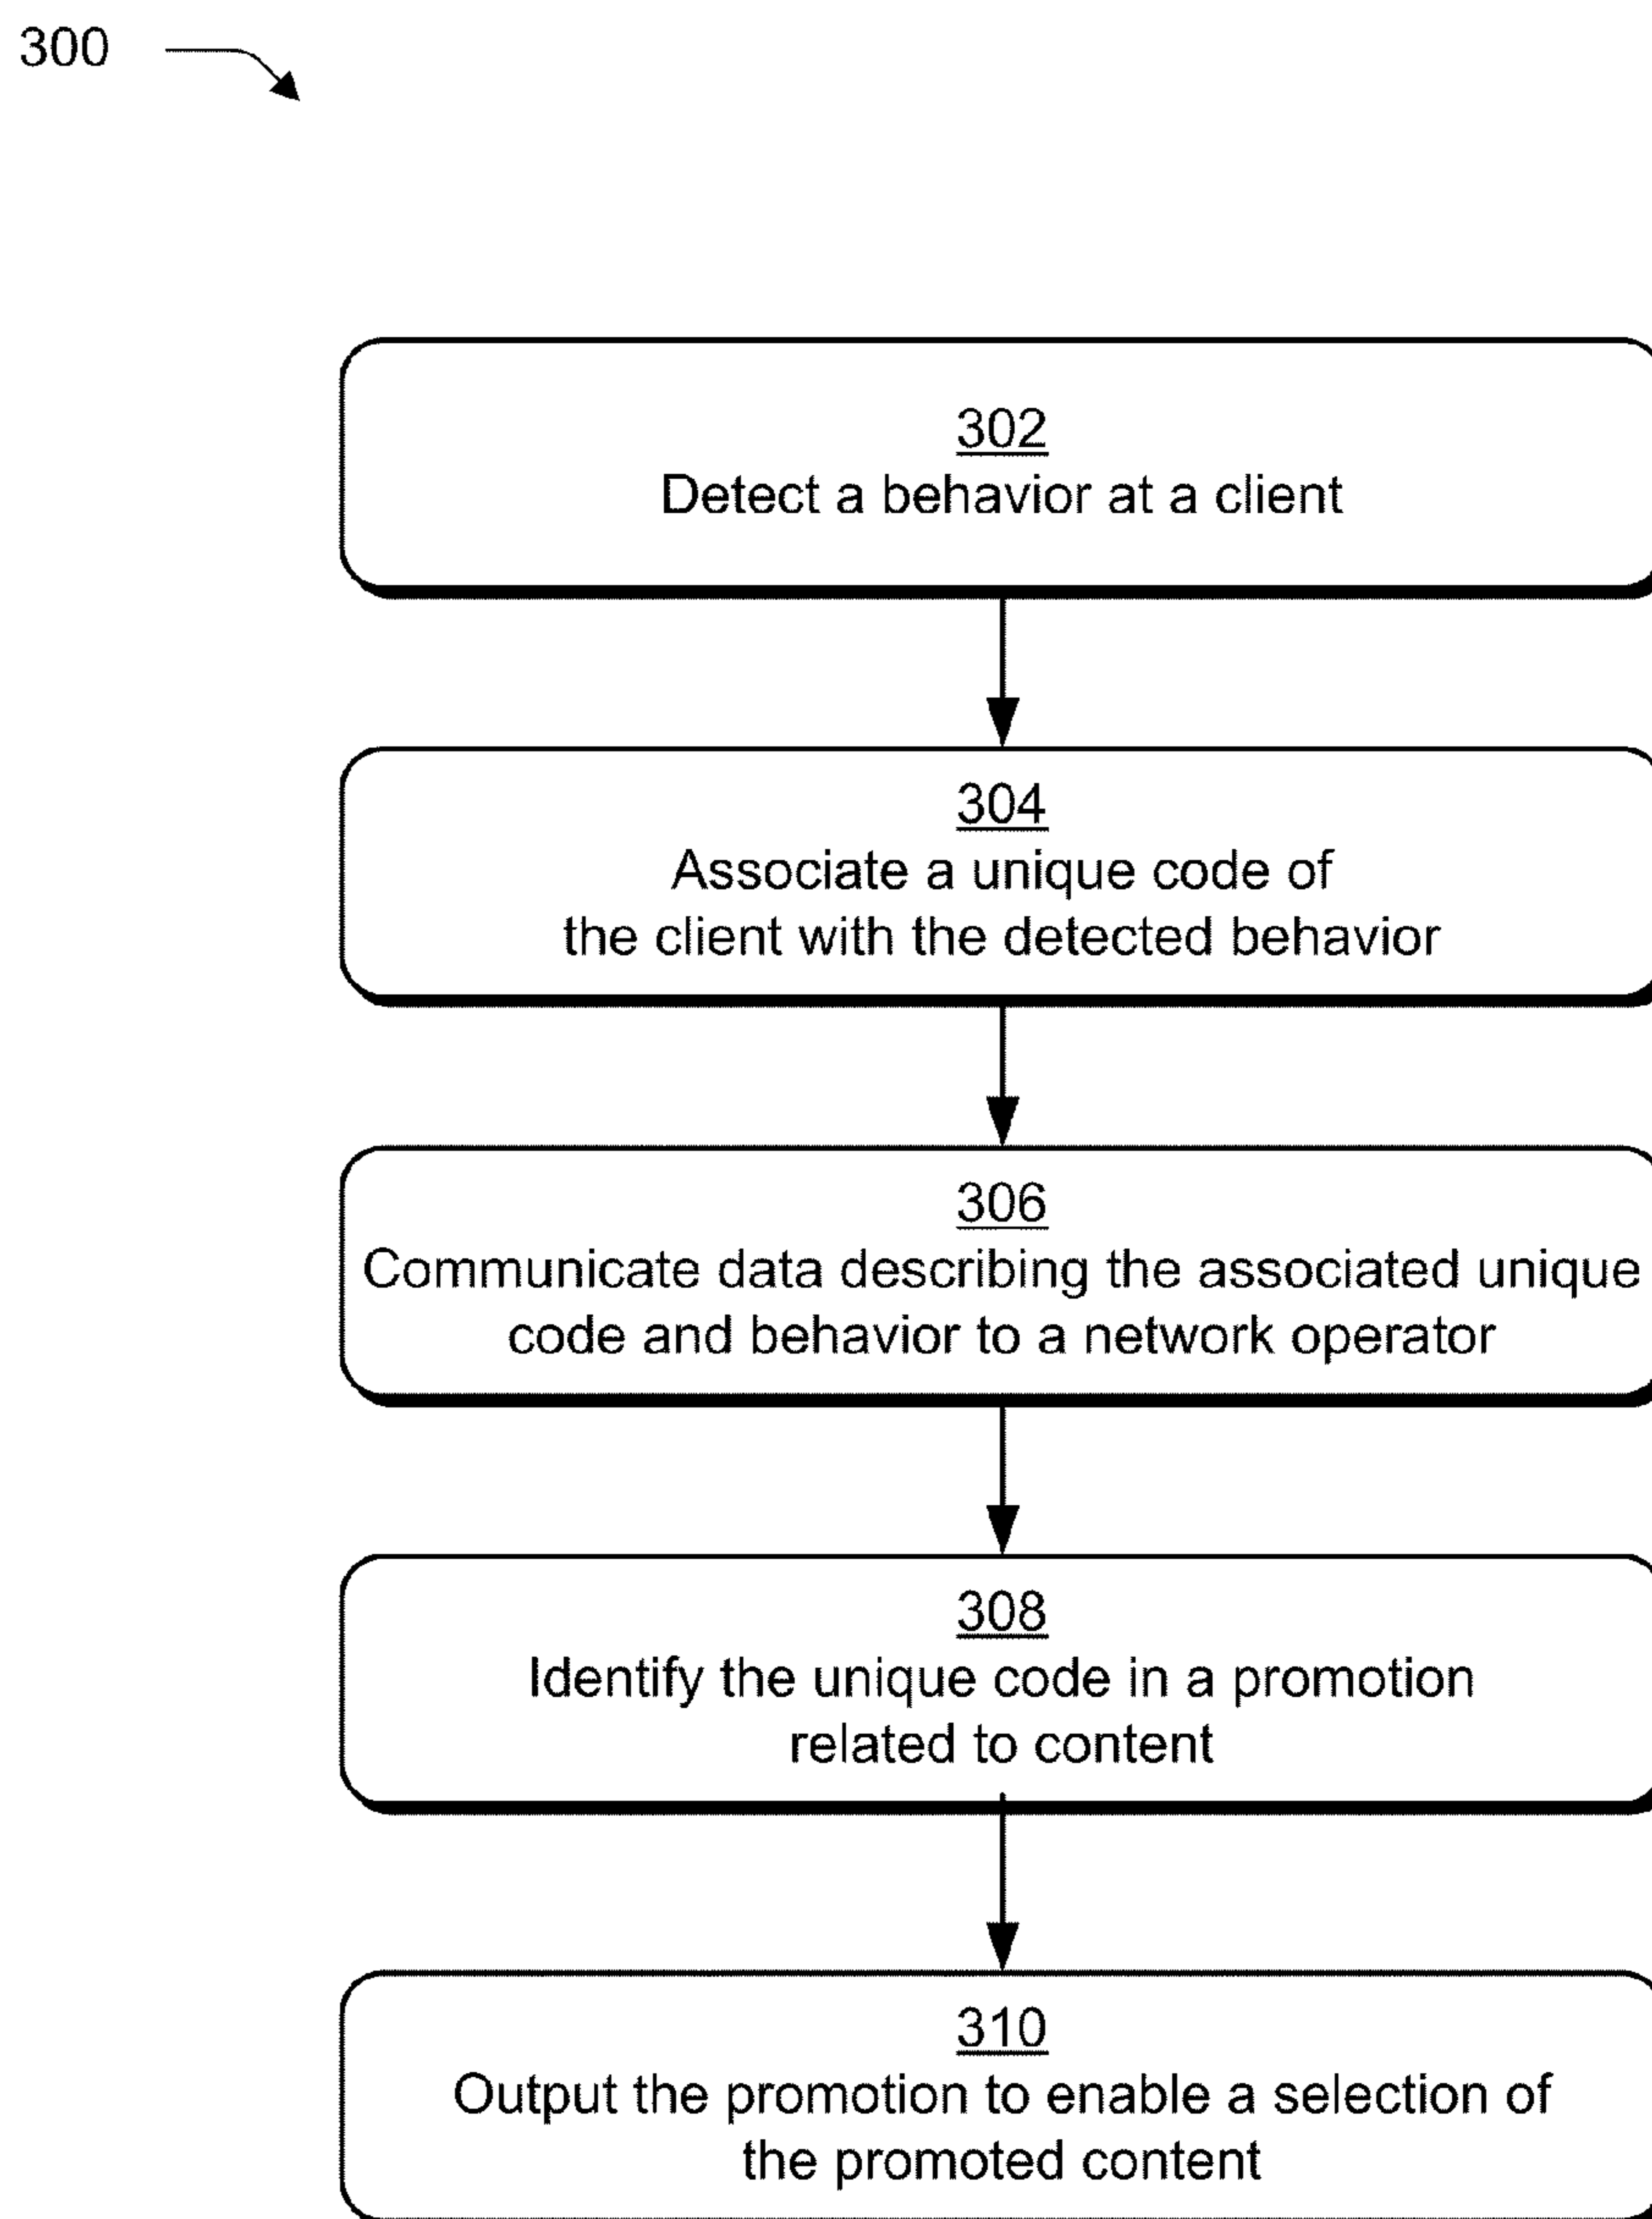 300
302
Detect a behavior at a client
304
Associate a unique code of
the client with the detected behavior
306
Communicate data describing the associated unique
code and behavior to a network operator
308
Identify the unique code in a promotion
related to content
310
Output the promotion to enable a selection of
the promoted content